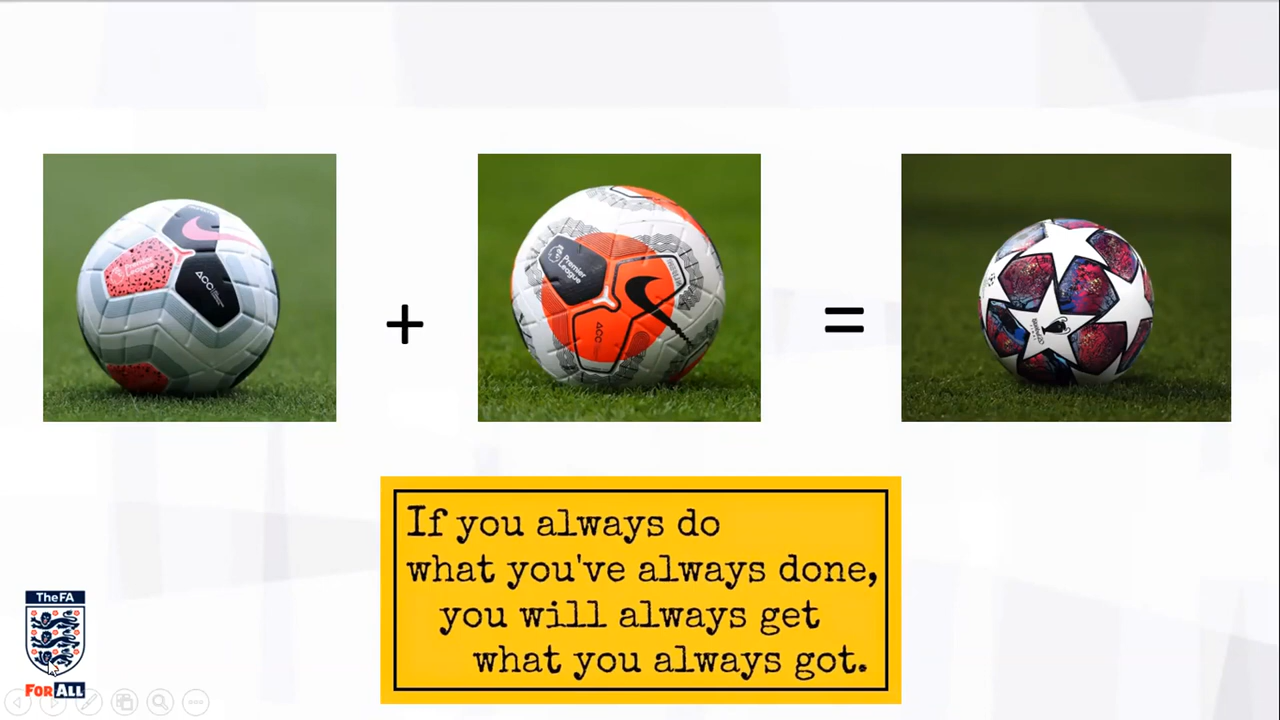 ACC
Premier
League
ACC
+
=
If you always do
what you've always done,
you will always get
what you always got.
TheFA
FOR ALL